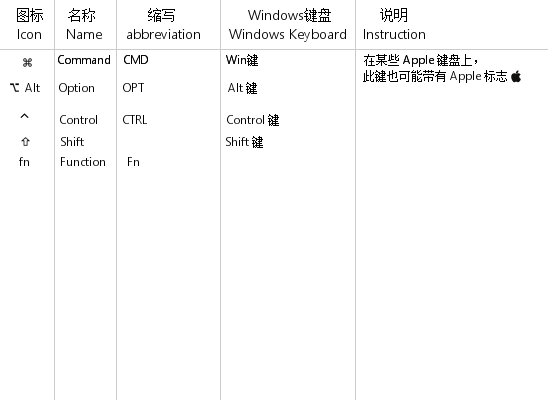 图标 名称 缩写 Windows键盘 说明
Icon Name abbreviation Windows Keyboard Instruction
⌘ Command CMD Win键 在某些 Apple 键盘上，
此键也可能带有 Apple 标志
⌥ Alt Option OPT Alt 键
^ Control CTRL Control 键
⇧ Shift Shift 键
fn Function Fn